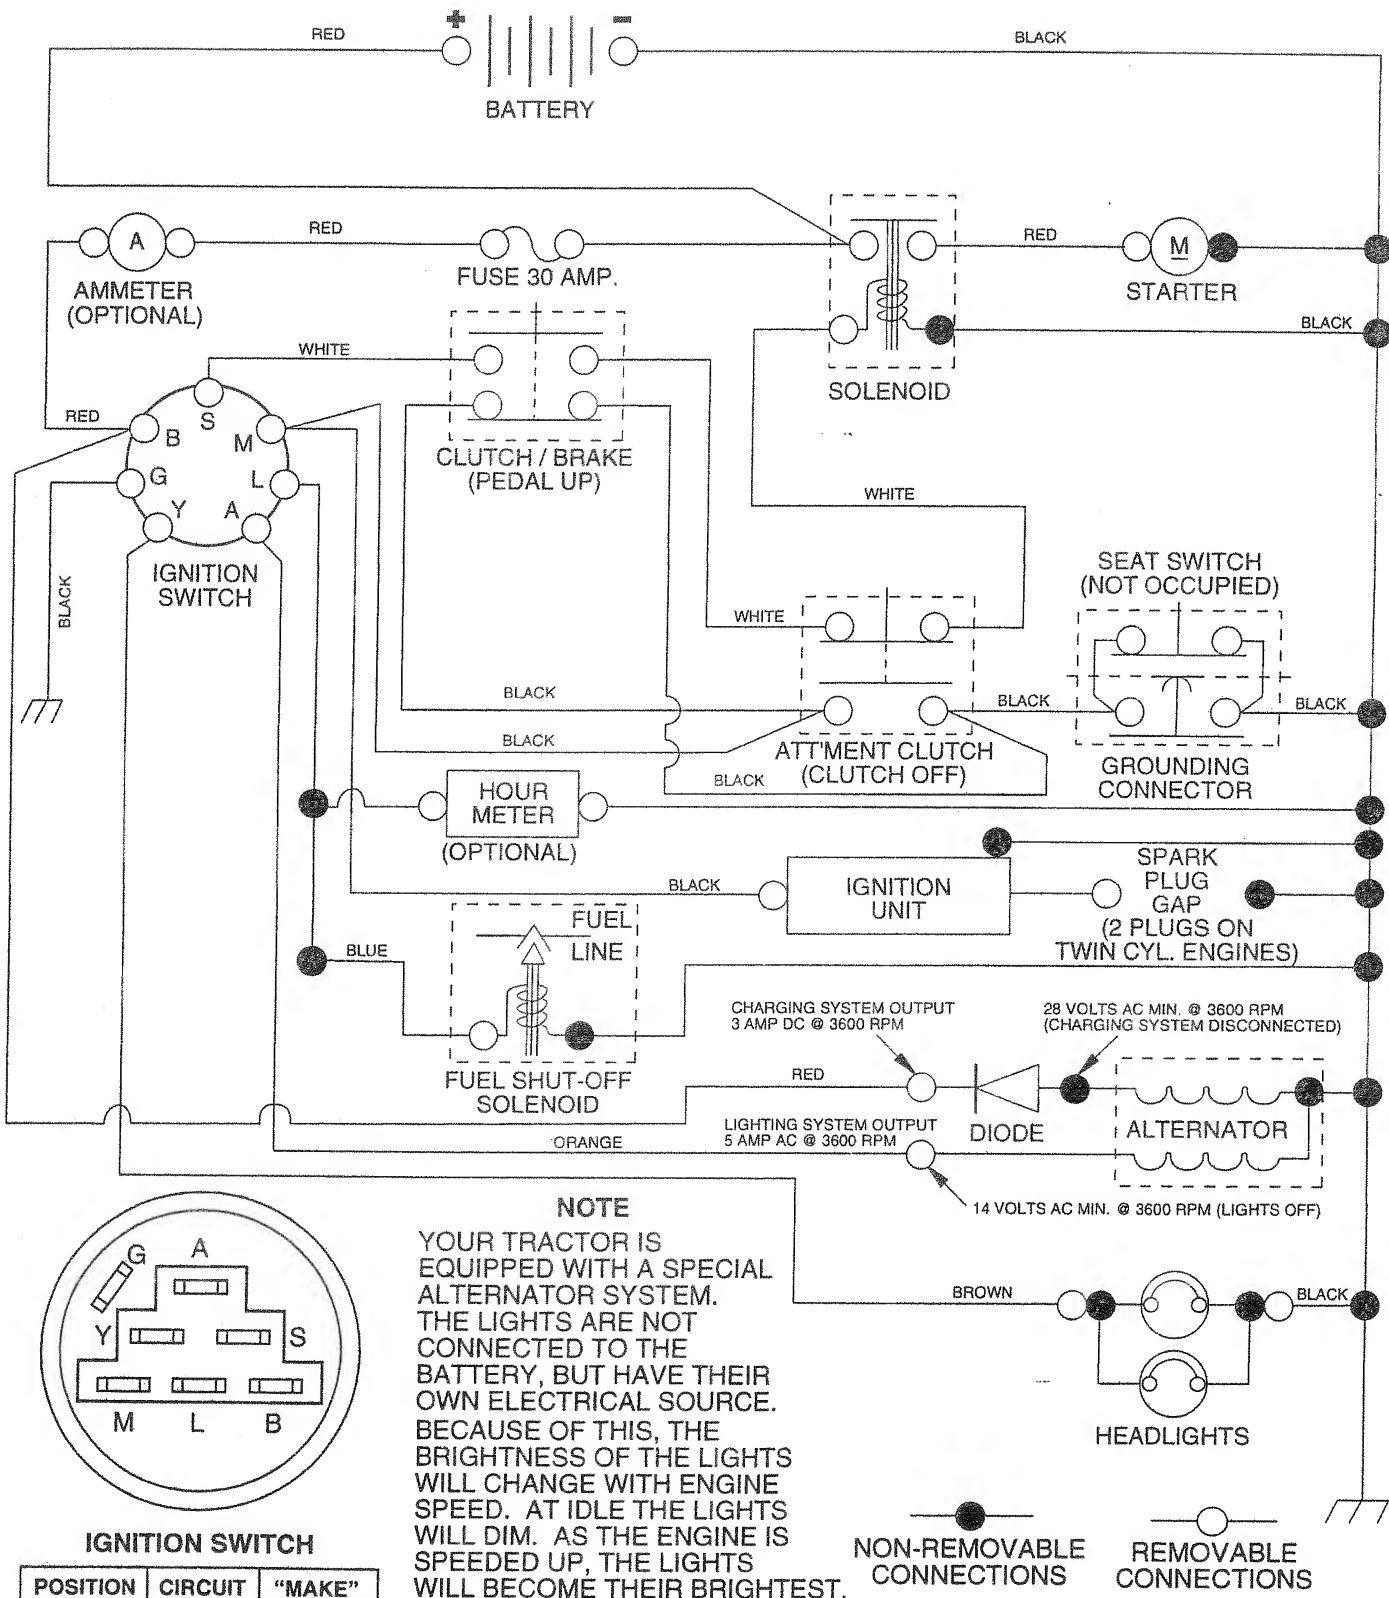 RED
+
-
BLACK
BATTERY
A
RED
FUSE 30 AMP.
RED
M
STARTER
AMMETER
(OPTIONAL)
BLACK
SOLENOID
WHITE
RED
B
S
M
G
L
Y
A
IGNITION
SWITCH
CLUTCH / BRAKE
(PEDAL UP)
WHITE
BLACK
WHITE
SEAT SWITCH
(NOT OCCUPIED)
BLACK
BLACK
BLACK
BLACK
BLACK
ATT'MENT CLUTCH
(CLUTCH OFF)
GROUNDING
CONNECTOR
HOUR
METER
(OPTIONAL)
BLACK
IGNITION
UNIT
SPARK
PLUG
GAP
(2 PLUGS ON
TWIN CYL. ENGINES)
BLUE
FUEL
LINE
FUEL SHUT-OFF
SOLENOID
CHARGING SYSTEM OUTPUT
3 AMP DC @ 3600 RPM
28 VOLTS AC MIN. @ 3600 RPM
(CHARGING SYSTEM DISCONNECTED)
RED
DIODE
ALTERNATOR
ORANGE
LIGHTING SYSTEM OUTPUT
5 AMP AC @ 3600 RPM
14 VOLTS AC MIN. @ 3600 RPM (LIGHTS OFF)
BROWN
BLACK
HEADLIGHTS
G
A
Y
S
M
L
B
IGNITION SWITCH
POSITION CIRCUIT "MAKE"
NOTE
YOUR TRACTOR IS
EQUIPPED WITH A SPECIAL
ALTERNATOR SYSTEM.
THE LIGHTS ARE NOT
CONNECTED TO THE
BATTERY, BUT HAVE THEIR
OWN ELECTRICAL SOURCE.
BECAUSE OF THIS, THE
BRIGHTNESS OF THE LIGHTS
WILL CHANGE WITH ENGINE
SPEED. AT IDLE THE LIGHTS
WILL DIM. AS THE ENGINE IS
SPEEDED UP, THE LIGHTS
WILL BECOME THEIR BRIGHTEST.
NON-REMOVABLE
CONNECTIONS
REMOVABLE
CONNECTIONS